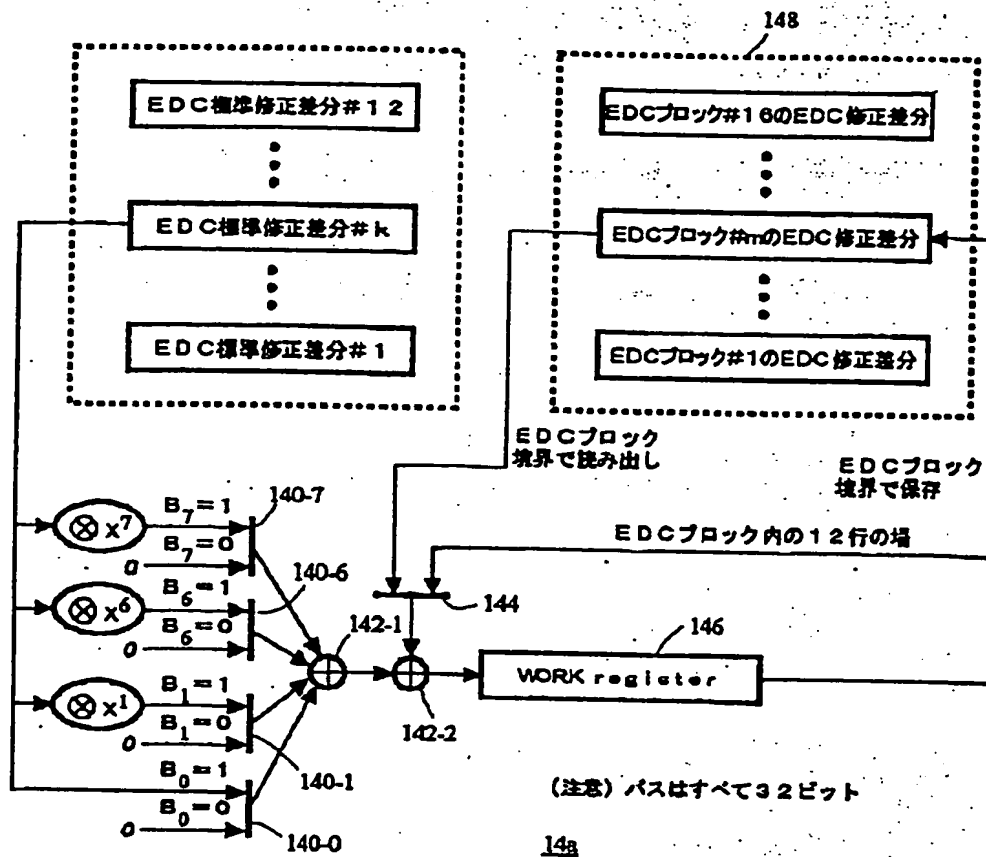 148
EDC標準修正差分#12
EDC標準修正差分#k
EDC標準修正差分#1
EDCブロック#16のEDC修正差分
EDCブロック#mのEDC修正差分
EDCブロック#1のEDC修正差分
EDCブロック
境界で読み出し
EDCブロック
境界で保存
EDCブロック内の12行の場
⊗ x⁷
B₇=1
B₇=0
0
140-7
⊗ x⁶
B₆=1
B₆=0
0
140-6
⊗ x¹
B₁=1
B₁=0
0
140-1
B₀=1
B₀=0
0
140-0
142-1
142-2
144
146
WORK register
(注意)パスはすべて32ビット
14a